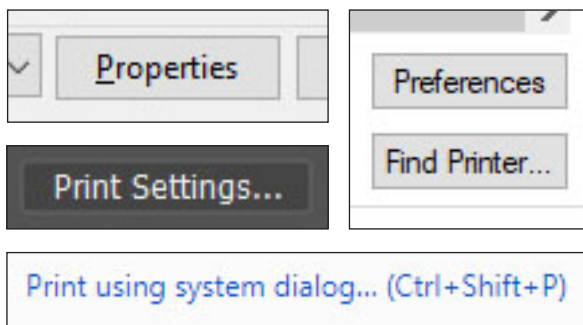 Properties
Preferences
Find Printer...
Print Settings...
Print using system dialog... (Ctrl+Shift+P)